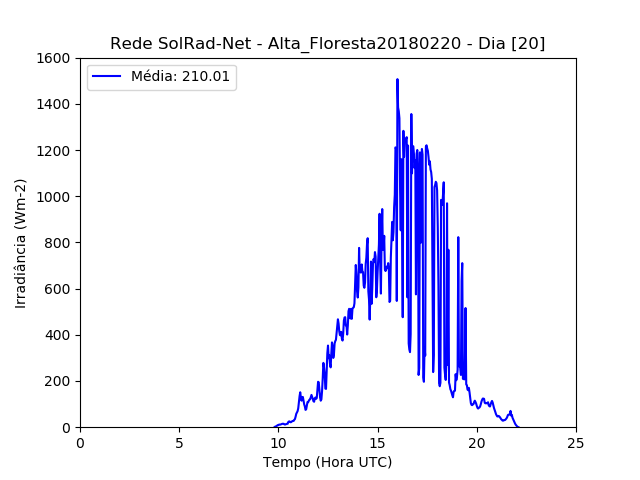 Rede SolRad-Net - Alta_Floresta20180220 - Dia [20]
Média: 210.01
Irradiância (Wm-2)
1600
1400
1200
1000
800
600
400
200
0
0 5 10 15 20 25
Tempo (Hora UTC)